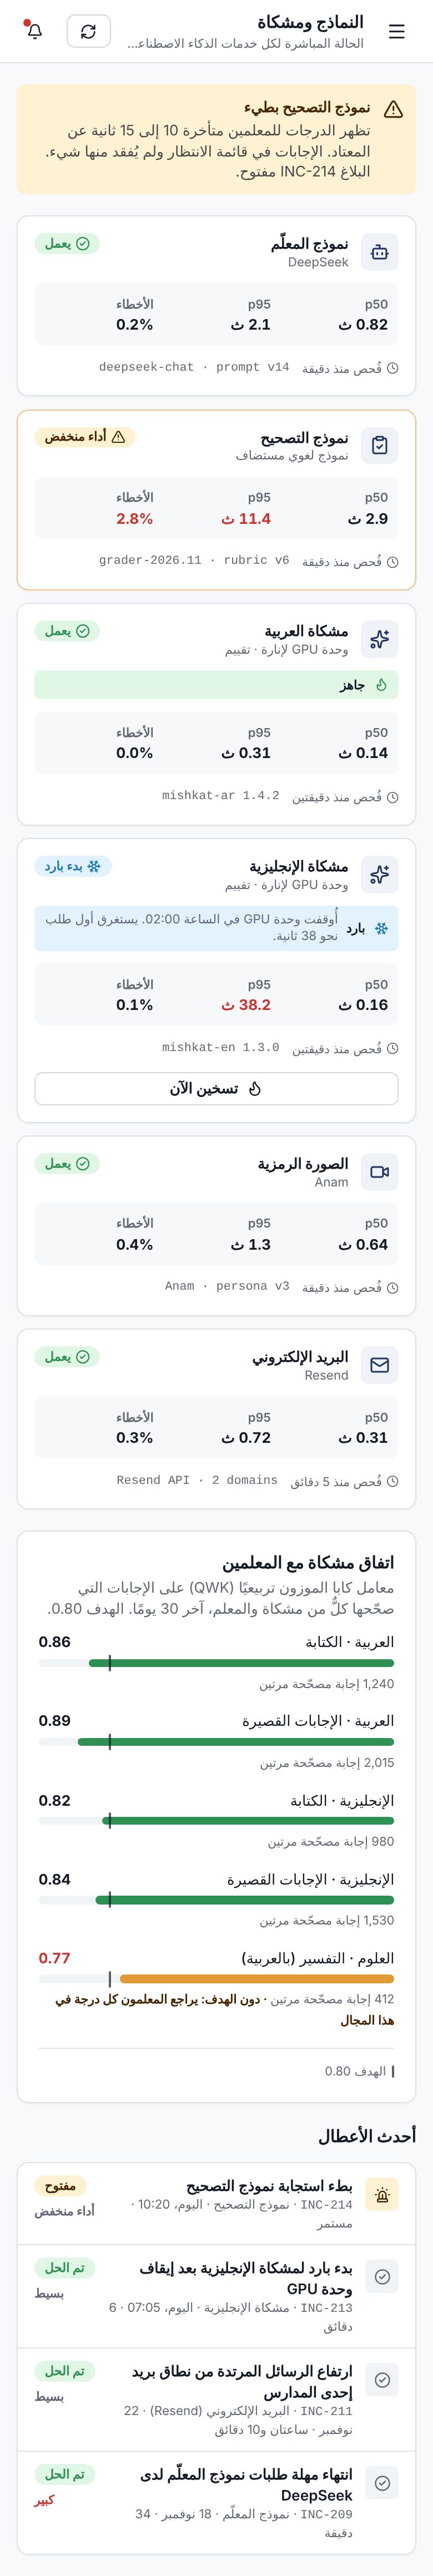 النماذج ومشكاة
الحالة المباشرة لكل خدمات الذكاء الاصطناعـ...
نموذج التصحيح بطيء
تظهر الدرجات للمعلمين متأخرة 10 إلى 15 ثانية عن
المعتاد. الإجابات في قائمة الانتظار ولم يُفقد منها شيء.
البلاغ INC-214 مفتوح.
نموذج المعلّم
يعمل
DeepSeek
p50 p95 الأخطاء
0.82 ث 2.1 ث 0.2%
فُحص منذ دقيقة deepseek-chat · prompt v14
نموذج التصحيح
أداء منخفض
نموذج لغوي مستضاف
p50 p95 الأخطاء
2.9 ث 11.4 ث 2.8%
فُحص منذ دقيقة grader-2026.11 · rubric v6
مشكاة العربية
يعمل
وحدة GPU لإنارة · تقييم
جاهز
p50 p95 الأخطاء
0.14 ث 0.31 ث 0.0%
فُحص منذ دقيقتين mishkat-ar 1.4.2
مشكاة الإنجليزية
بدء بارد
وحدة GPU لإنارة · تقييم
بارد أُوقفت وحدة GPU في الساعة 02:00. يستغرق أول طلب
نحو 38 ثانية.
p50 p95 الأخطاء
0.16 ث 38.2 ث 0.1%
فُحص منذ دقيقتين mishkat-en 1.3.0
تسخين الآن
الصورة الرمزية
يعمل
Anam
p50 p95 الأخطاء
0.64 ث 1.3 ث 0.4%
فُحص منذ دقيقة Anam · persona v3
البريد الإلكتروني
يعمل
Resend
p50 p95 الأخطاء
0.31 ث 0.72 ث 0.3%
فُحص منذ 5 دقائق Resend API · 2 domains
اتفاق مشكاة مع المعلمين
معامل كابا الموزون تربيعيًا (QWK) على الإجابات التي
صحّحها كلٌّ من مشكاة والمعلم، آخر 30 يومًا. الهدف 0.80.
العربية · الكتابة 0.86
1,240 إجابة مصحّحة مرتين
العربية · الإجابات القصيرة 0.89
2,015 إجابة مصحّحة مرتين
الإنجليزية · الكتابة 0.82
980 إجابة مصحّحة مرتين
الإنجليزية · الإجابات القصيرة 0.84
1,530 إجابة مصحّحة مرتين
العلوم · التفسير (بالعربية) 0.77
412 إجابة مصحّحة مرتين · دون الهدف: يراجع المعلمون كل درجة في
هذا المجال
الهدف 0.80
أحدث الأعطال
بطء استجابة نموذج التصحيح
مفتوح
INC-214 · نموذج التصحيح · اليوم، 10:20 ·
مستمر
أداء منخفض
بدء بارد لمشكاة الإنجليزية بعد إيقاف
وحدة GPU
تم الحل
INC-213 · مشكاة الإنجليزية · اليوم، 07:05 · 6
دقائق
بسيط
ارتفاع الرسائل المرتدة من نطاق بريد
إحدى المدارس
تم الحل
INC-211 · البريد الإلكتروني (Resend) · 22
نوفمبر · ساعتان و10 دقائق
بسيط
انتهاء مهلة طلبات نموذج المعلّم لدى
DeepSeek
تم الحل
INC-209 · نموذج المعلّم · 18 نوفمبر · 34
دقيقة
كبير